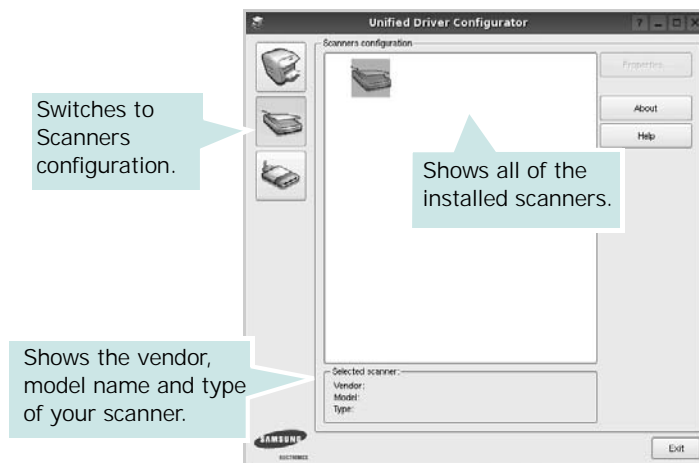 Unified Driver Configurator
Scanners configuration
Properties...
About
Help
Switches to
Scanners
configuration.
Shows all of the
installed scanners.
Shows the vendor,
model name and type
of your scanner.
Selected scanner:
Vendor:
Model:
Type:
SAMSUNG
ELECTRONICS
Exit